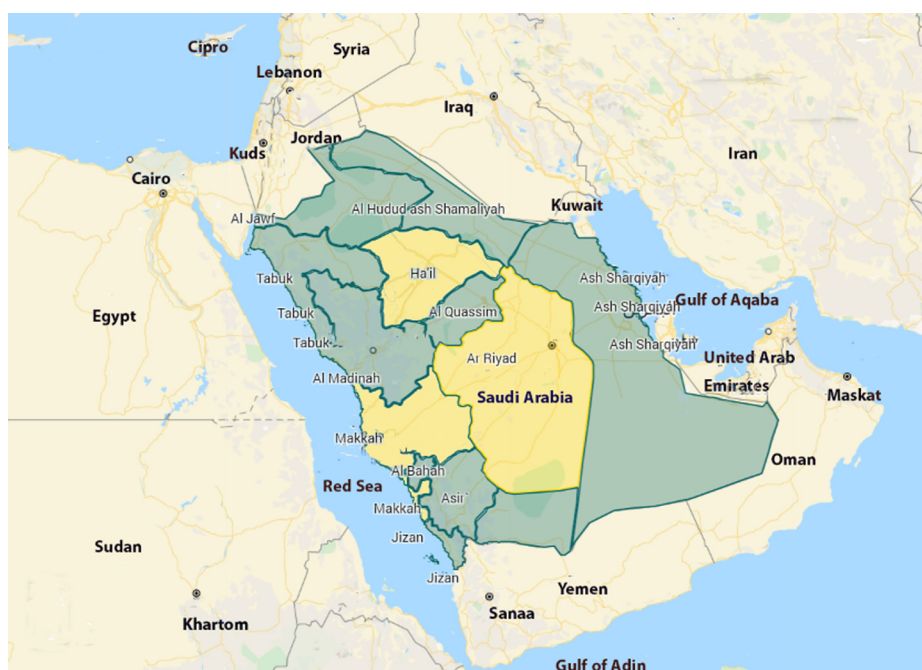 Cipro
Syria
Lebanon
Iraq
Iran
Jordan
Kuds
Cairo
Kuwait
Al Jawf
Al Hudud ash Shamaliyah
Tabuk
Ha'il
Ash Sharqiyah
Gulf of Aqaba
Egypt
Tabuk
Al Quassim
Ash Sharqiyah
Tabuk
Ash Sharqiyah
Ar Riyad
United Arab
Emirates
Al Madinah
Saudi Arabia
Maskat
Makkah
Oman
Al Bahah
Red Sea
Asir
Makkah
Jizan
Sudan
Jizan
Yemen
Sanaa
Khartom
Gulf of Adin